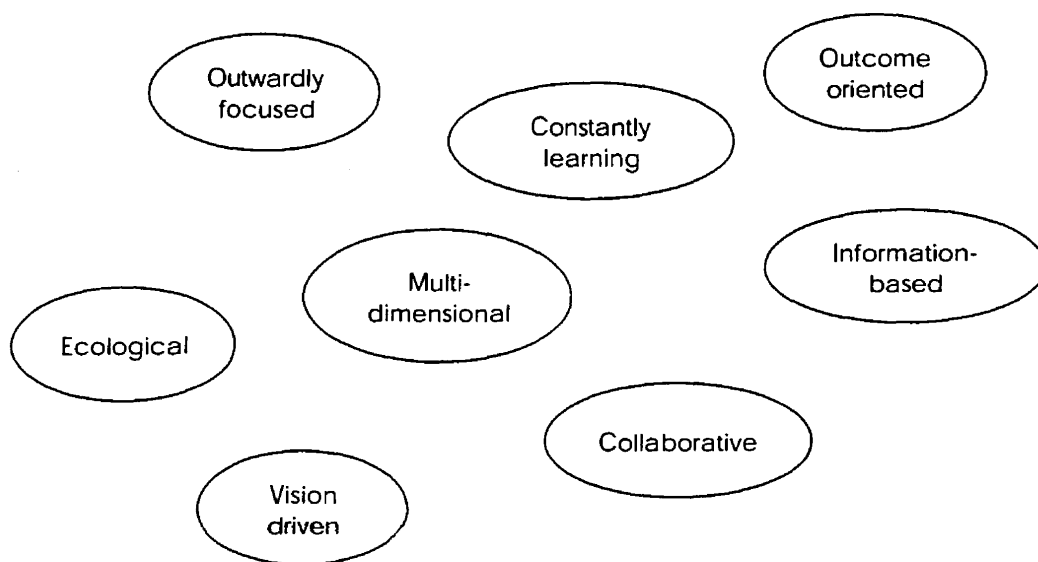 Outwardly
focused
Outcome
oriented
Constantly
learning
Information-
based
Multi-
dimensional
Ecological
Collaborative
Vision
driven